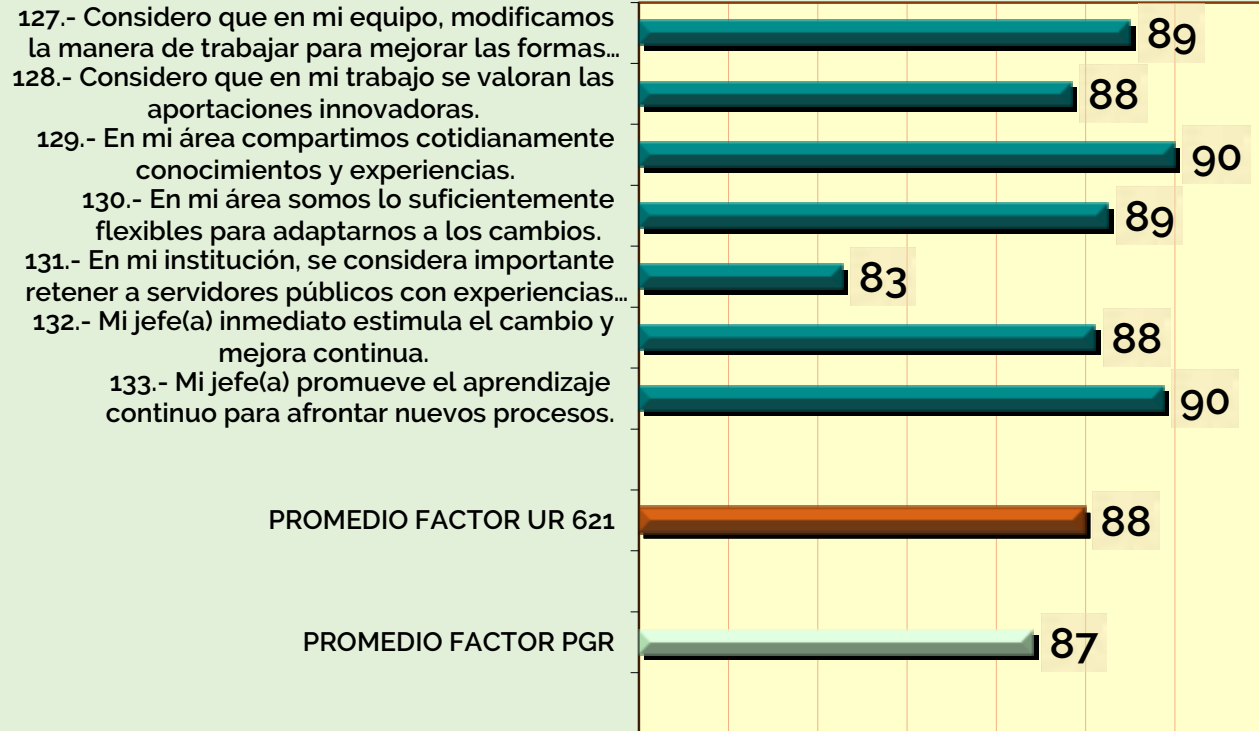 127.- Considero que en mi equipo, modificamos
la manera de trabajar para mejorar las formas…
89
128.- Considero que en mi trabajo se valoran las
aportaciones innovadoras.
88
129.- En mi área compartimos cotidianamente
conocimientos y experiencias.
90
130.- En mi área somos lo suficientemente
flexibles para adaptarnos a los cambios.
89
131.- En mi institución, se considera importante
retener a servidores públicos con experiencias…
83
132.- Mi jefe(a) inmediato estimula el cambio y
mejora continua.
88
133.- Mi jefe(a) promueve el aprendizaje
continuo para afrontar nuevos procesos.
90
PROMEDIO FACTOR UR 621
88
PROMEDIO FACTOR PGR
87